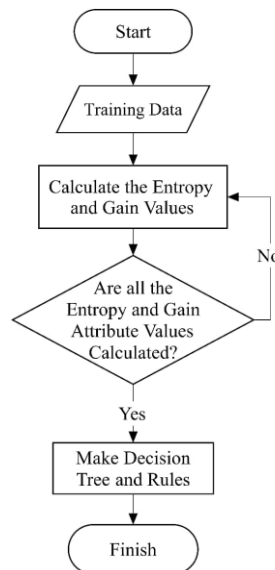 Start
Training Data
Calculate the Entropy
and Gain Values
No
Are all the
Entropy and Gain
Attribute Values
Calculated?
Yes
Make Decision
Tree and Rules
Finish